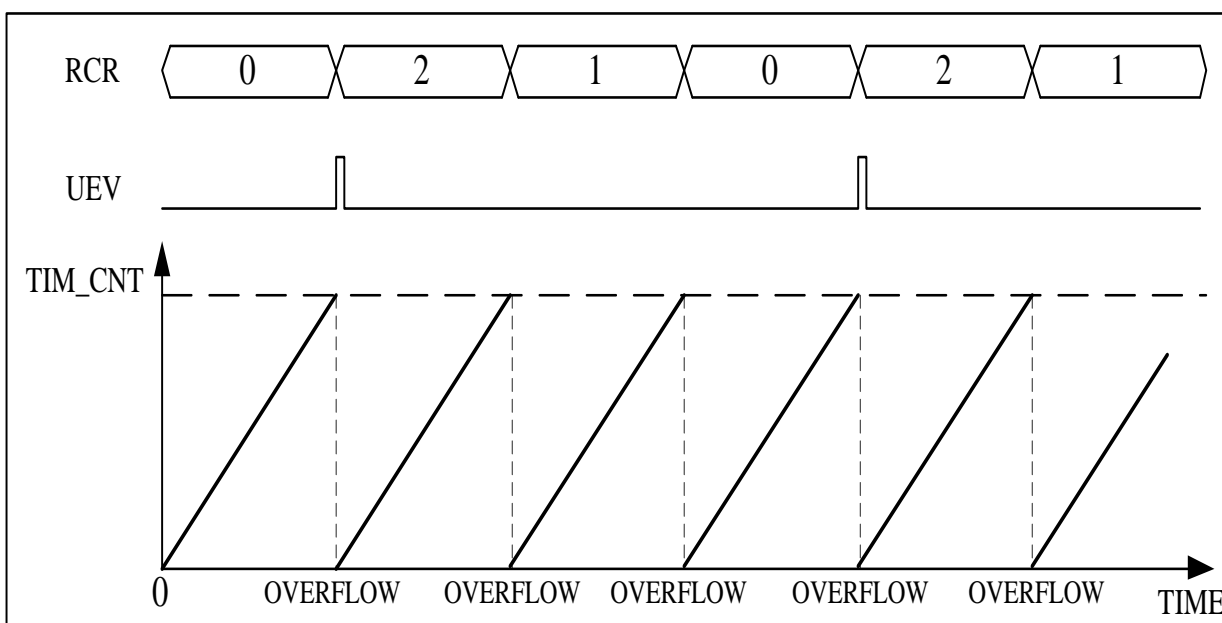 RCR 0 2 1 0 2 1
UEV
TIM_CNT
0 OVERFLOW OVERFLOW OVERFLOW OVERFLOW OVERFLOW TIME